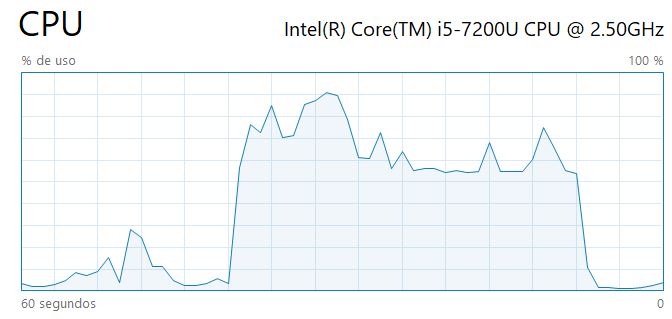 CPU
Intel(R) Core(TM) i5-7200U CPU @ 2.50GHz
% de uso
100 %
60 segundos
0